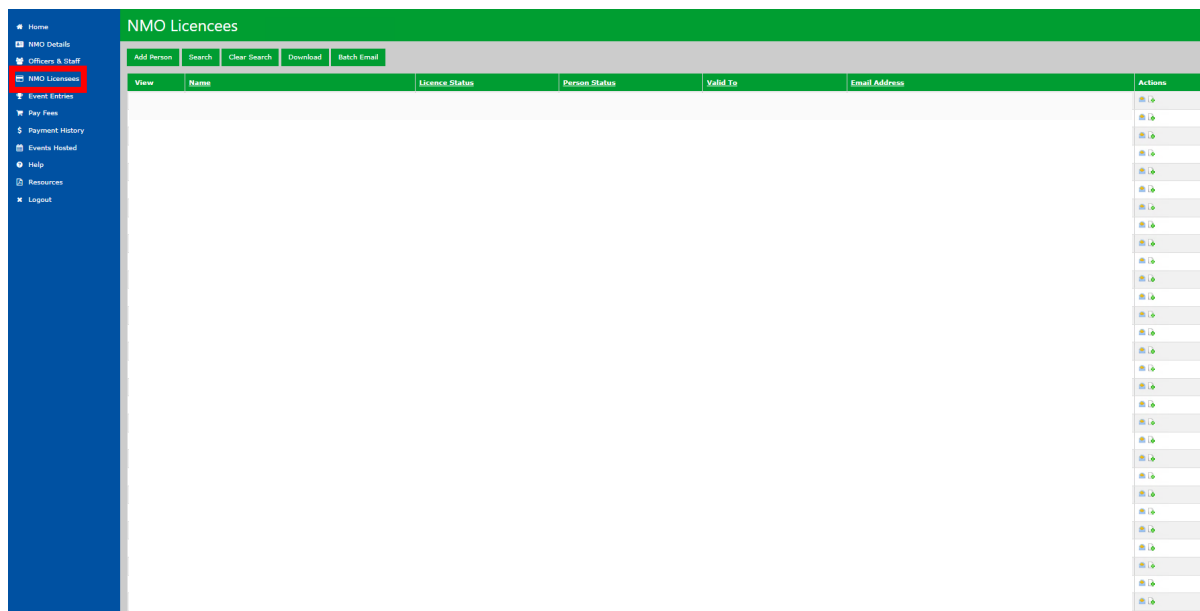 Home
NMO Details
Officers & Staff
NMO Licensees
Event Entries
Pay Fees
Payment History
Events Hosted
Help
Resources
Logout
NMO Licencees
Add Person Search Clear Search Download Batch Email
View Name Licence Status Person Status Valid To Email Address Actions